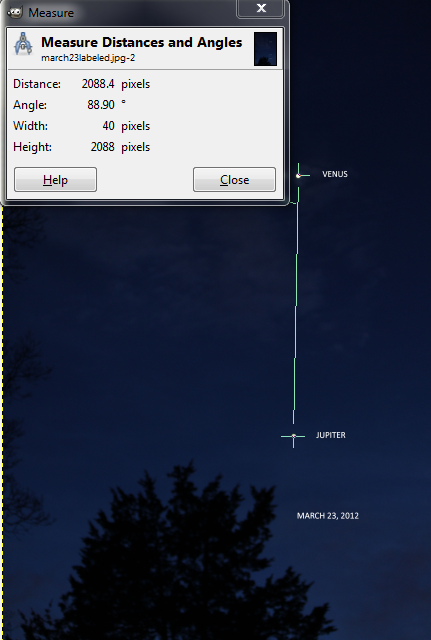 Measure
Measure Distances and Angles
march23labeled.jpg-2
Distance: 2088.4 pixels
Angle: 88.90 °
Width: 40 pixels
Height: 2088 pixels
Help Close
VENUS
JUPITER
MARCH 23, 2012